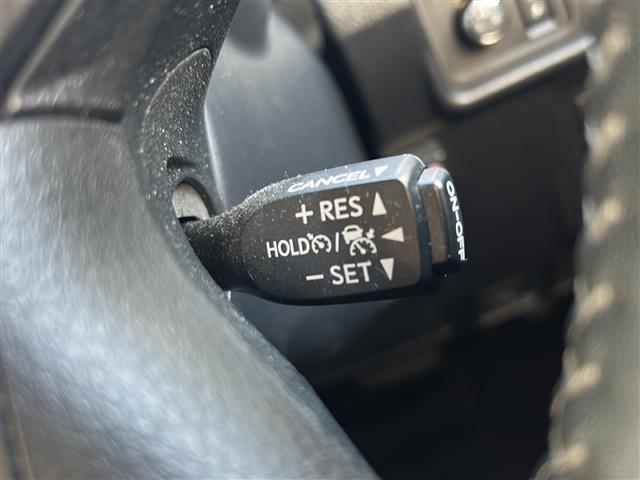 CANCEL▼
+ RES ▲
HOLD / ◀
− SET ▼
ON-OFF